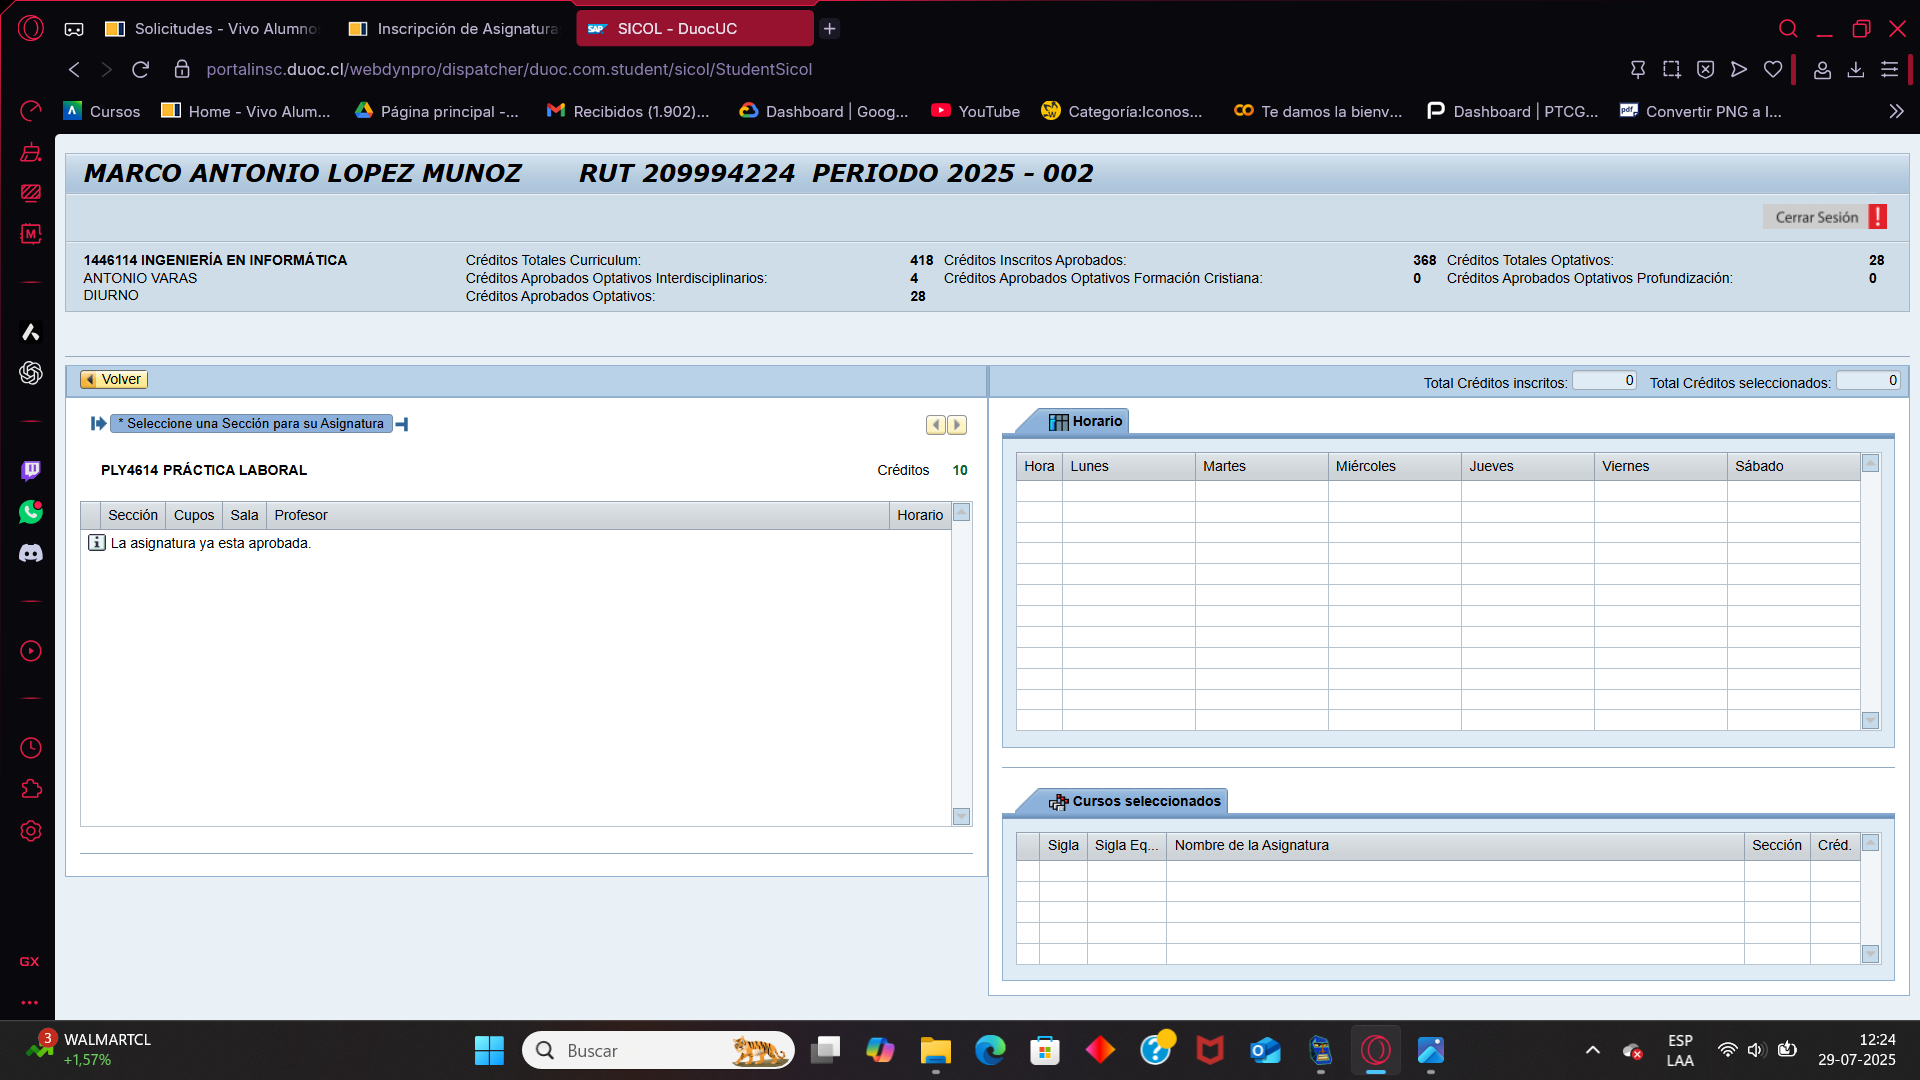 Solicitudes - Vivo Alumno
Inscripción de Asignatura
SAP
SICOL - DuocUC
portalinsc.duoc.cl/webdynpro/dispatcher/duoc.com.student/sicol/StudentSicol
Cursos
Home - Vivo Alum...
Página principal -...
Recibidos (1.902)...
Dashboard | Goog...
YouTube
Categoría:Iconos...
Te damos la bienv...
Dashboard | PTCG...
Convertir PNG a I...
MARCO ANTONIO LOPEZ MUNOZ RUT 209994224 PERIODO 2025 - 002
Cerrar Sesión
1446114 INGENIERÍA EN INFORMÁTICA
ANTONIO VARAS
DIURNO
Créditos Totales Curriculum: 418
Créditos Aprobados Optativos Interdisciplinarios: 4
Créditos Aprobados Optativos: 28
Créditos Inscritos Aprobados: 368
Créditos Aprobados Optativos Formación Cristiana: 0
Créditos Totales Optativos: 28
Créditos Aprobados Optativos Profundización: 0
Volver
Total Créditos inscritos: 0 Total Créditos seleccionados: 0
* Seleccione una Sección para su Asignatura
PLY4614 PRÁCTICA LABORAL
Créditos 10
Sección Cupos Sala Profesor Horario
La asignatura ya esta aprobada.
Horario
Hora Lunes Martes Miércoles Jueves Viernes Sábado
Cursos seleccionados
Sigla Sigla Eq... Nombre de la Asignatura Sección Créd.
GX
3
WALMARTCL
+1,57%
Buscar
ESP
LAA
12:24
29-07-2025